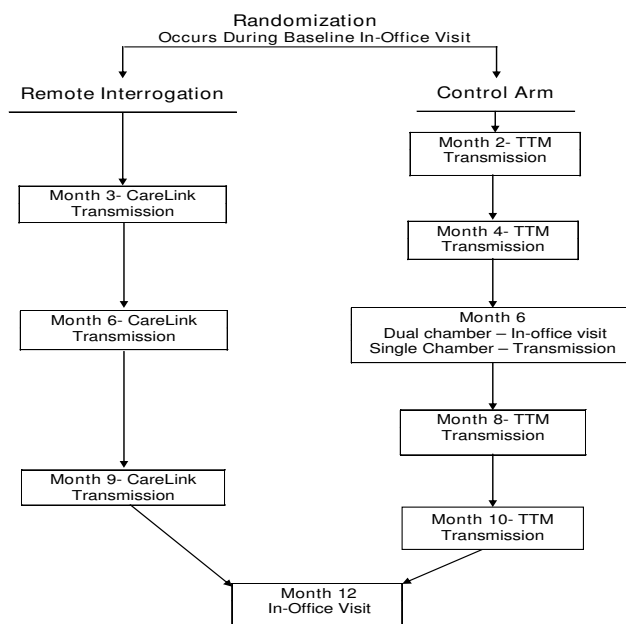 Randomization
Occurs During Baseline In-Office Visit
Remote Interrogation
Control Arm
Month 2- TTM
Transmission
Month 3- CareLink
Transmission
Month 4- TTM
Transmission
Month 6- CareLink
Transmission
Month 6
Dual chamber – In-office visit
Single Chamber – Transmission
Month 8- TTM
Transmission
Month 9- CareLink
Transmission
Month 10- TTM
Transmission
Month 12
In-Office Visit